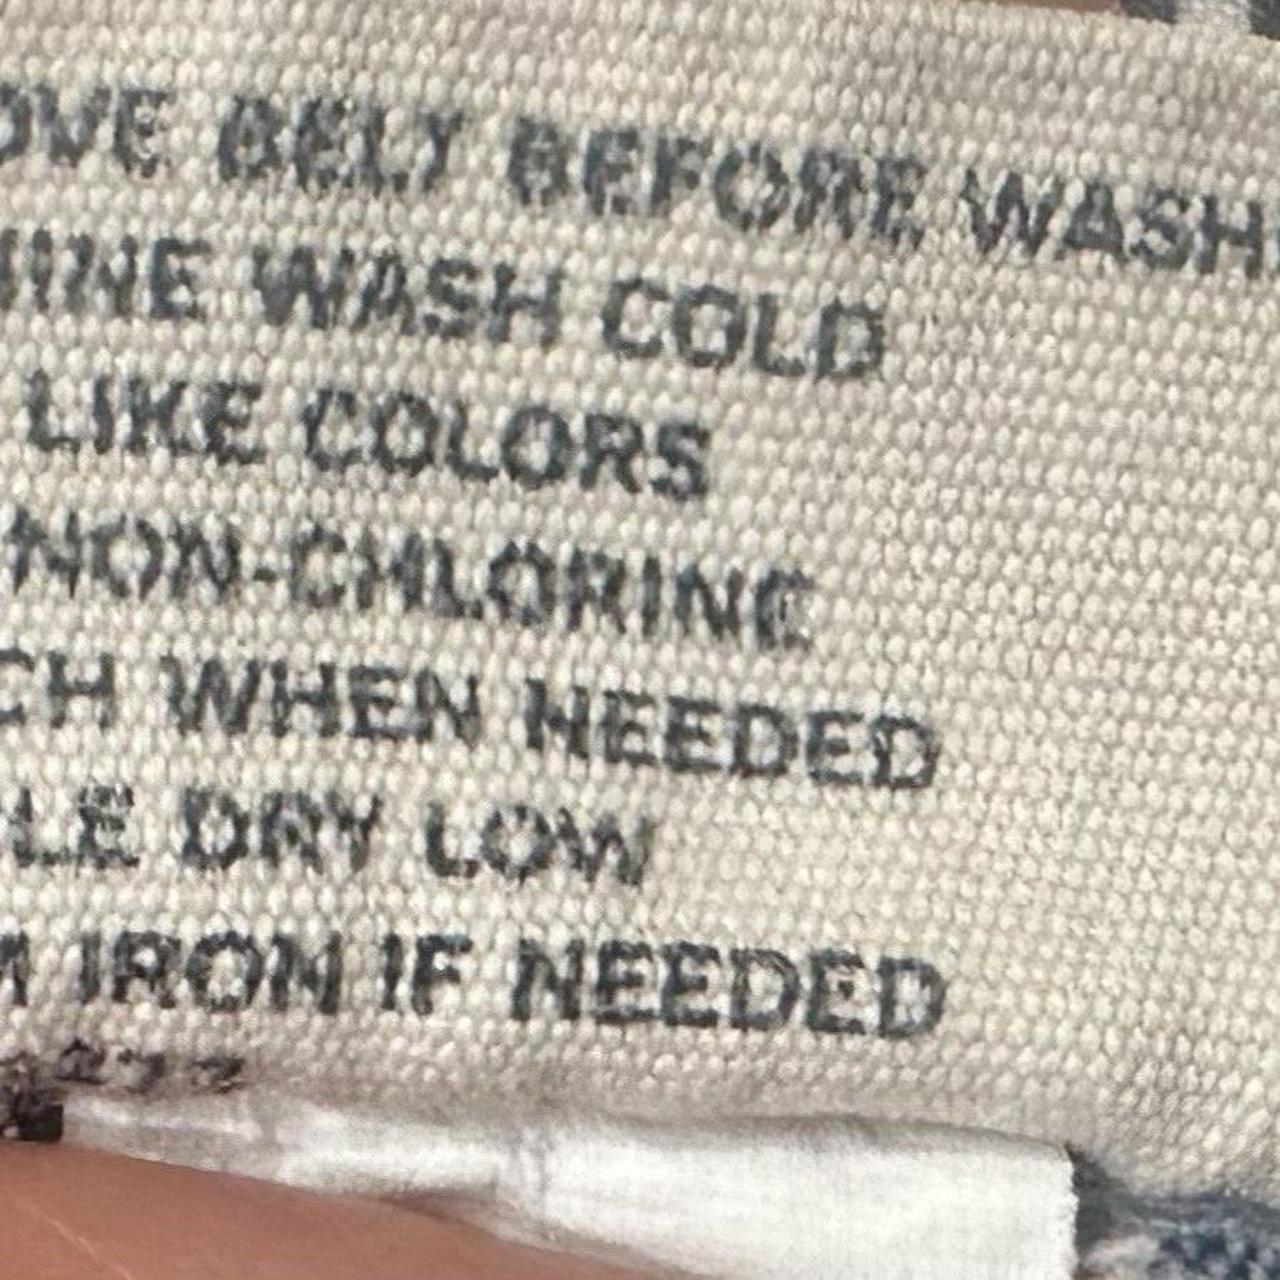 OVE BELT BEFORE WASHI
HINE WASH COLD
LIKE COLORS
NON-CHLORINE
CH WHEN NEEDED
LE DRY LOW
M IRON IF NEEDED